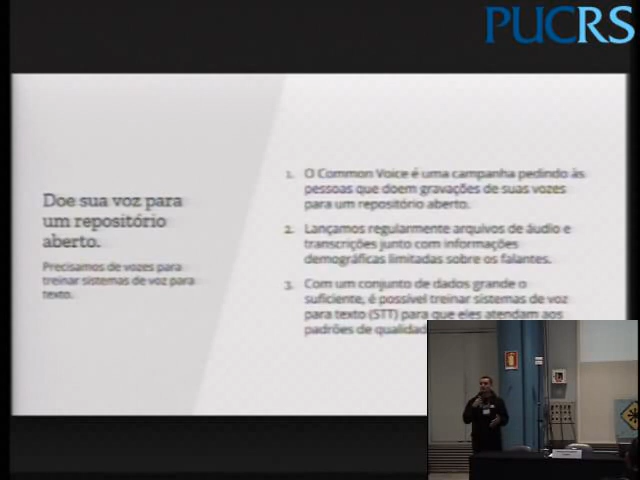 PUCRS
Doe sua voz para
um repositório
aberto.
Precisamos de vozes para
treinar sistemas de voz para
texto.
1. O Common Voice é uma campanha pedindo às
pessoas que doem gravações de suas vozes
para um repositório aberto.
2. Lançamos regularmente arquivos de áudio e
transcrições junto com informações
demográficas limitadas sobre os falantes.
3. Com um conjunto de dados grande o
suficiente, é possível treinar sistemas de voz
para texto (STT) para que eles atendam aos
padrões de